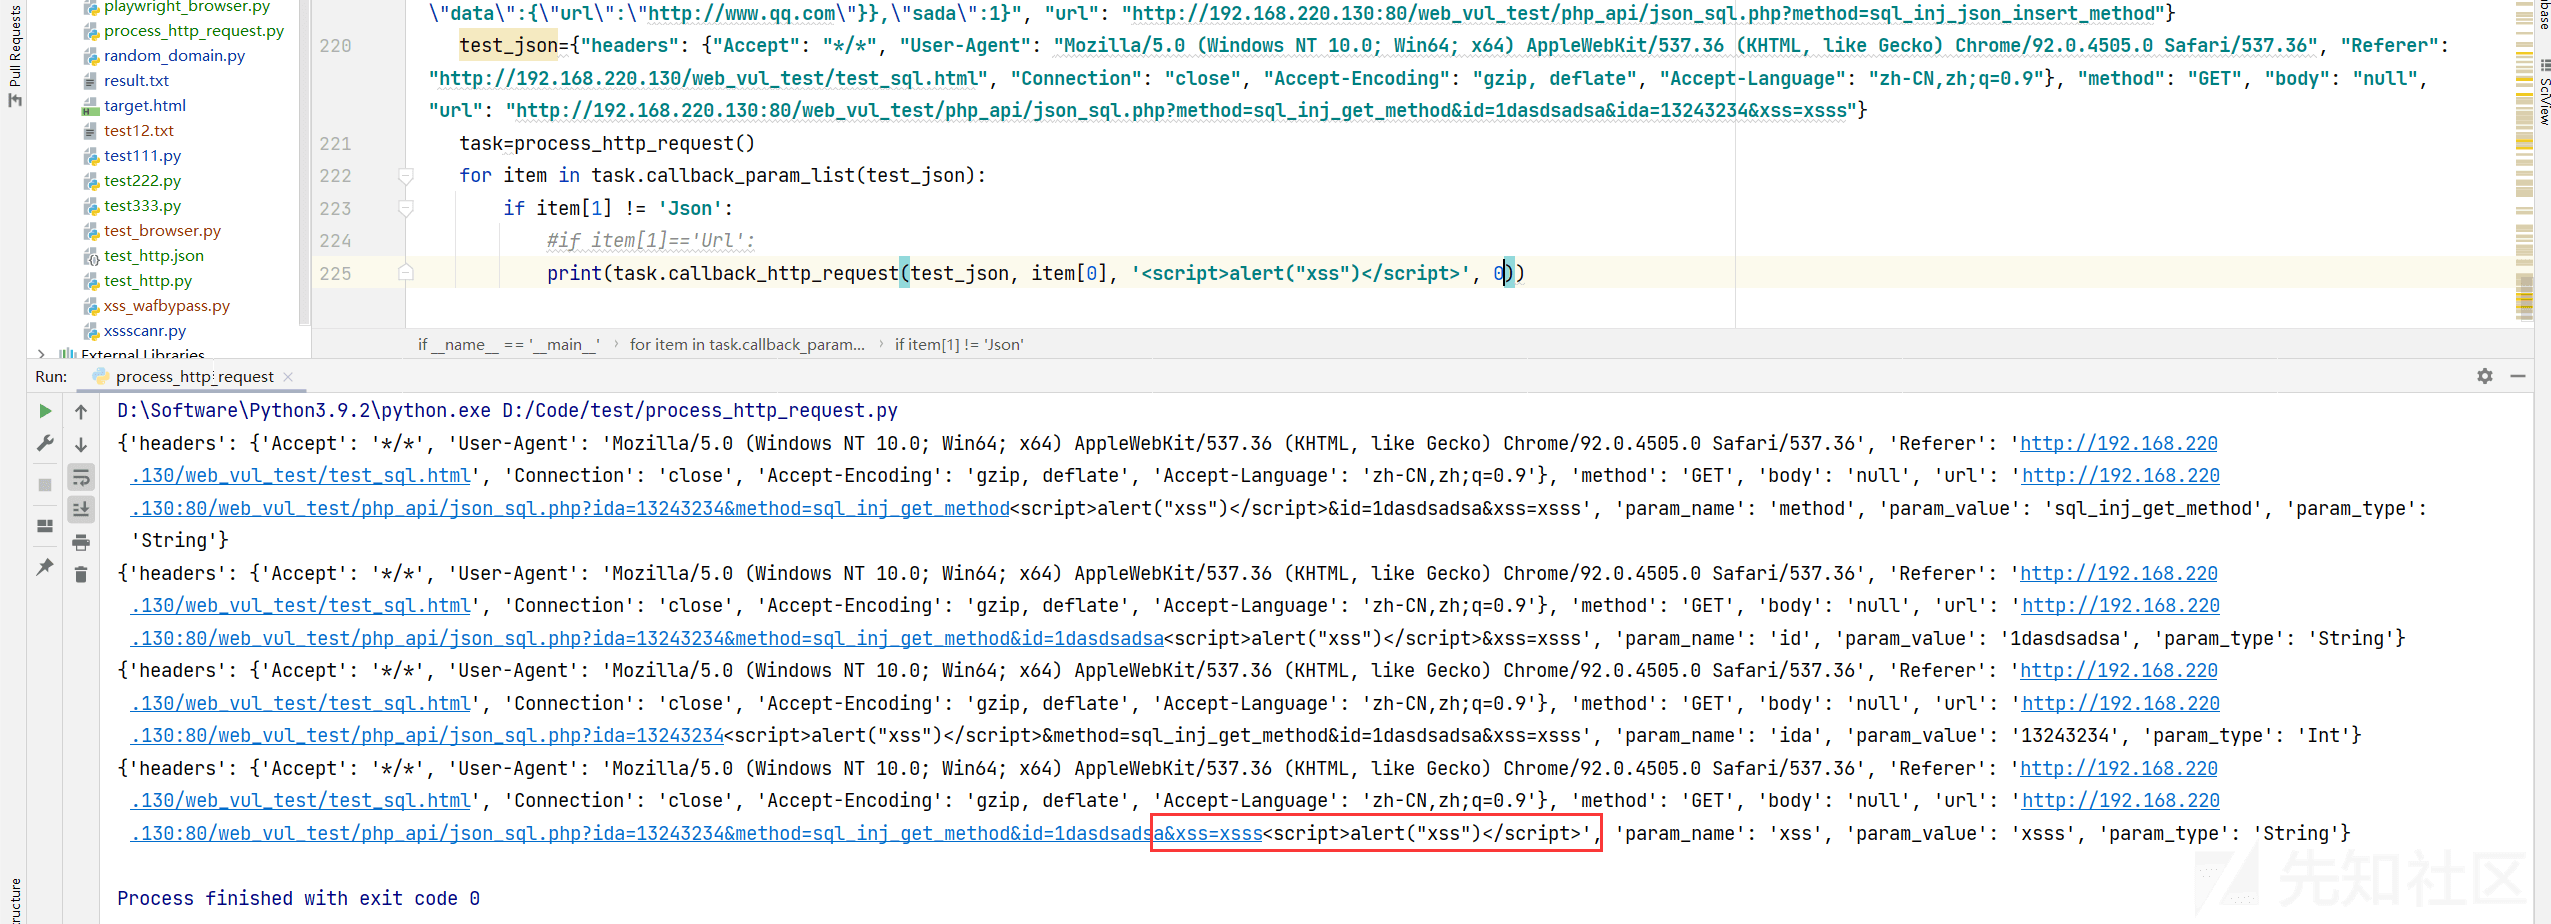 Pull Requests
playwright_browser.py
process_http_request.py
random_domain.py
result.txt
target.html
test12.txt
test111.py
test222.py
test333.py
test_browser.py
test_http.json
test_http.py
xss_wafbypass.py
xssscanr.py
External Libraries
\"data\":{\"url\":\"http://www.qq.com\"}},\"sada\":1}", "url": "http://192.168.220.130:80/web_vul_test/php_api/json_sql.php?method=sql_inj_json_insert_method"}
220 test_json={"headers": {"Accept": "*/*", "User-Agent": "Mozilla/5.0 (Windows NT 10.0; Win64; x64) AppleWebKit/537.36 (KHTML, like Gecko) Chrome/92.0.4505.0 Safari/537.36", "Referer":
"http://192.168.220.130/web_vul_test/test_sql.html", "Connection": "close", "Accept-Encoding": "gzip, deflate", "Accept-Language": "zh-CN,zh;q=0.9"}, "method": "GET", "body": "null",
"url": "http://192.168.220.130:80/web_vul_test/php_api/json_sql.php?method=sql_inj_get_method&id=1dasdsadsa&ida=13243234&xss=xsss"}
221 task=process_http_request()
222 for item in task.callback_param_list(test_json):
223 if item[1] != 'Json':
224 #if item[1]=='Url':
225 print(task.callback_http_request(test_json, item[0], '<script>alert("xss")</script>', 0))
if __name__ == '__main__' › for item in task.callback_param... › if item[1] != 'Json'
SciView
Run: process_http_request
D:\Software\Python3.9.2\python.exe D:/Code/test/process_http_request.py
{'headers': {'Accept': '*/*', 'User-Agent': 'Mozilla/5.0 (Windows NT 10.0; Win64; x64) AppleWebKit/537.36 (KHTML, like Gecko) Chrome/92.0.4505.0 Safari/537.36', 'Referer': 'http://192.168.220
.130/web_vul_test/test_sql.html', 'Connection': 'close', 'Accept-Encoding': 'gzip, deflate', 'Accept-Language': 'zh-CN,zh;q=0.9'}, 'method': 'GET', 'body': 'null', 'url': 'http://192.168.220
.130:80/web_vul_test/php_api/json_sql.php?ida=13243234&method=sql_inj_get_method<script>alert("xss")</script>&id=1dasdsadsa&xss=xsss', 'param_name': 'method', 'param_value': 'sql_inj_get_method', 'param_type':
'String'}
{'headers': {'Accept': '*/*', 'User-Agent': 'Mozilla/5.0 (Windows NT 10.0; Win64; x64) AppleWebKit/537.36 (KHTML, like Gecko) Chrome/92.0.4505.0 Safari/537.36', 'Referer': 'http://192.168.220
.130/web_vul_test/test_sql.html', 'Connection': 'close', 'Accept-Encoding': 'gzip, deflate', 'Accept-Language': 'zh-CN,zh;q=0.9'}, 'method': 'GET', 'body': 'null', 'url': 'http://192.168.220
.130:80/web_vul_test/php_api/json_sql.php?ida=13243234&method=sql_inj_get_method&id=1dasdsadsa<script>alert("xss")</script>&xss=xsss', 'param_name': 'id', 'param_value': '1dasdsadsa', 'param_type': 'String'}
{'headers': {'Accept': '*/*', 'User-Agent': 'Mozilla/5.0 (Windows NT 10.0; Win64; x64) AppleWebKit/537.36 (KHTML, like Gecko) Chrome/92.0.4505.0 Safari/537.36', 'Referer': 'http://192.168.220
.130/web_vul_test/test_sql.html', 'Connection': 'close', 'Accept-Encoding': 'gzip, deflate', 'Accept-Language': 'zh-CN,zh;q=0.9'}, 'method': 'GET', 'body': 'null', 'url': 'http://192.168.220
.130:80/web_vul_test/php_api/json_sql.php?ida=13243234<script>alert("xss")</script>&method=sql_inj_get_method&id=1dasdsadsa&xss=xsss', 'param_name': 'ida', 'param_value': '13243234', 'param_type': 'Int'}
{'headers': {'Accept': '*/*', 'User-Agent': 'Mozilla/5.0 (Windows NT 10.0; Win64; x64) AppleWebKit/537.36 (KHTML, like Gecko) Chrome/92.0.4505.0 Safari/537.36', 'Referer': 'http://192.168.220
.130/web_vul_test/test_sql.html', 'Connection': 'close', 'Accept-Encoding': 'gzip, deflate', 'Accept-Language': 'zh-CN,zh;q=0.9'}, 'method': 'GET', 'body': 'null', 'url': 'http://192.168.220
.130:80/web_vul_test/php_api/json_sql.php?ida=13243234&method=sql_inj_get_method&id=1dasdsadsa&xss=xsss<script>alert("xss")</script>', 'param_name': 'xss', 'param_value': 'xsss', 'param_type': 'String'}
Process finished with exit code 0
先知社区